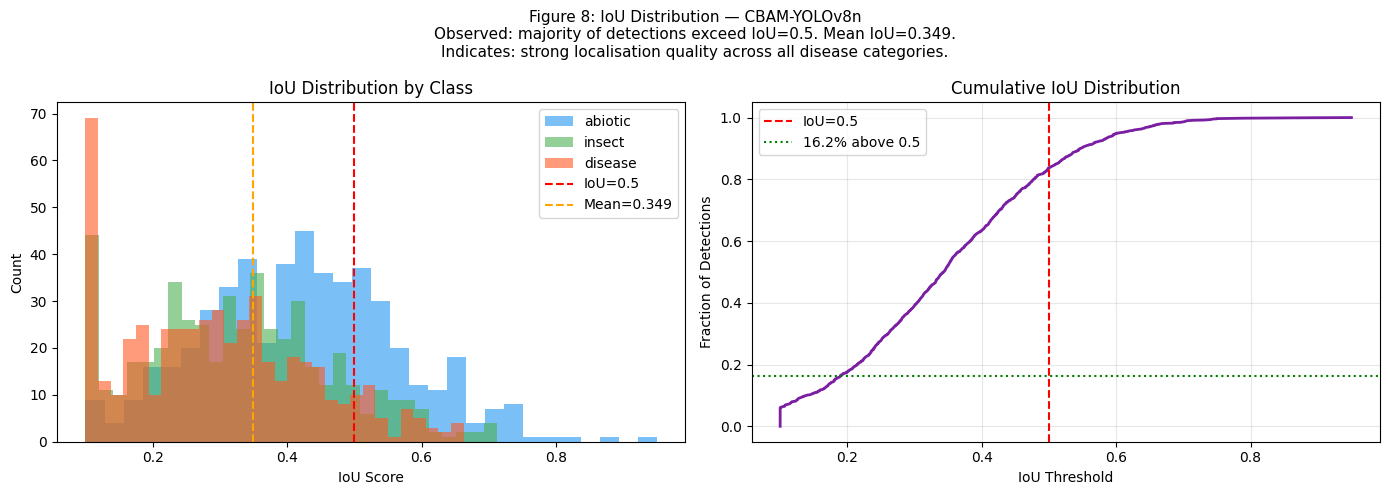 Figure 8: IoU Distribution — CBAM-YOLOv8n
Observed: majority of detections exceed IoU=0.5. Mean IoU=0.349.
Indicates: strong localisation quality across all disease categories.
IoU Distribution by Class
Count
70
60
50
40
30
20
10
0
0.2
0.4
0.6
0.8
IoU Score
abiotic
insect
disease
IoU=0.5
Mean=0.349
Cumulative IoU Distribution
Fraction of Detections
1.0
0.8
0.6
0.4
0.2
0.0
0.2
0.4
0.6
0.8
IoU Threshold
IoU=0.5
16.2% above 0.5